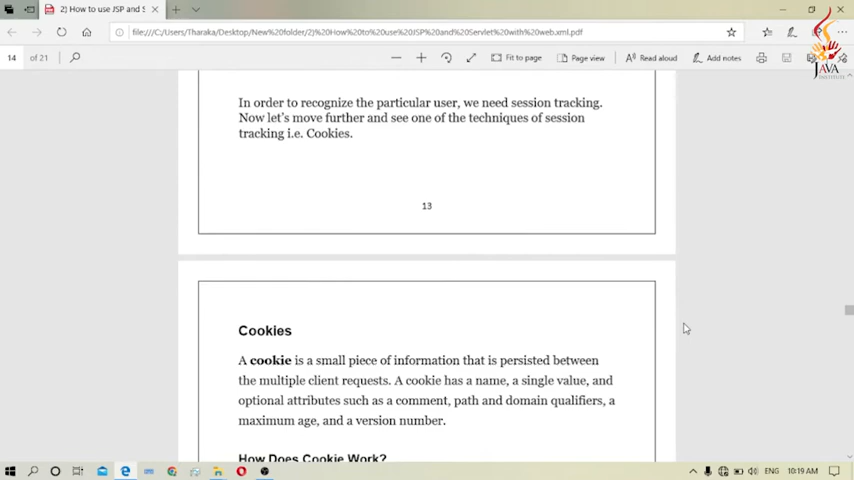 2) How to use JSP and S
file:///C:/Users/Tharaka/Desktop/New%20folder/2)%20How%20to%20use%20JSP%20and%20Servlet%20with%20web.xml.pdf
14 of 21
Fit to page
Page view
Read aloud
Add notes
JAVA
INSTITUTE
In order to recognize the particular user, we need session tracking.
Now let's move further and see one of the techniques of session
tracking i.e. Cookies.
13
Cookies
A cookie is a small piece of information that is persisted between
the multiple client requests. A cookie has a name, a single value, and
optional attributes such as a comment, path and domain qualifiers, a
maximum age, and a version number.
How Does Cookie Work?
ENG
10:19 AM